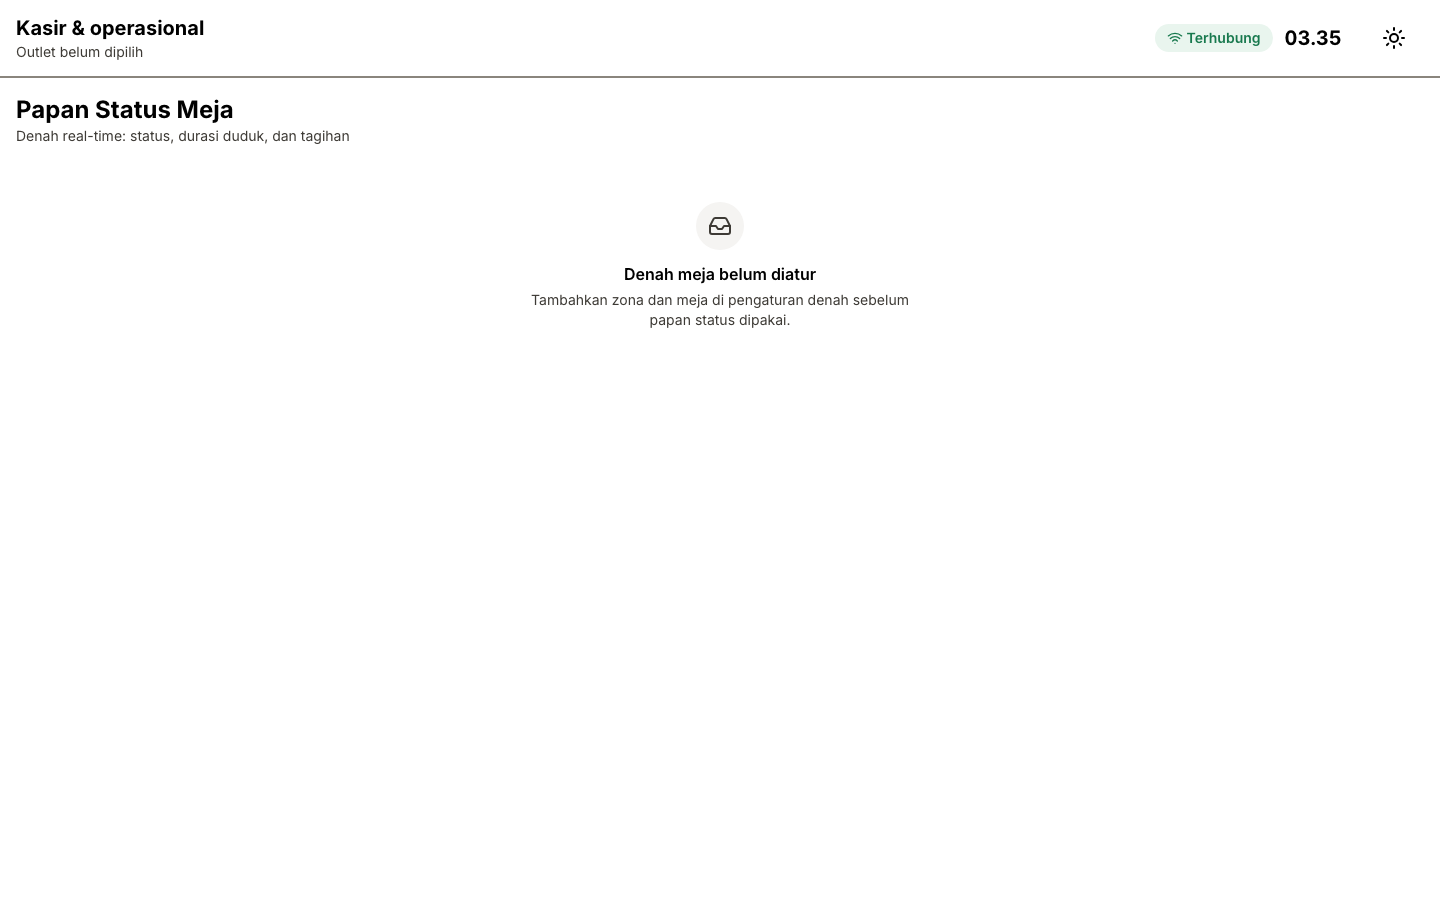 Kasir & operasional
Outlet belum dipilih
Terhubung
03.35
Papan Status Meja
Denah real-time: status, durasi duduk, dan tagihan
Denah meja belum diatur
Tambahkan zona dan meja di pengaturan denah sebelum
papan status dipakai.